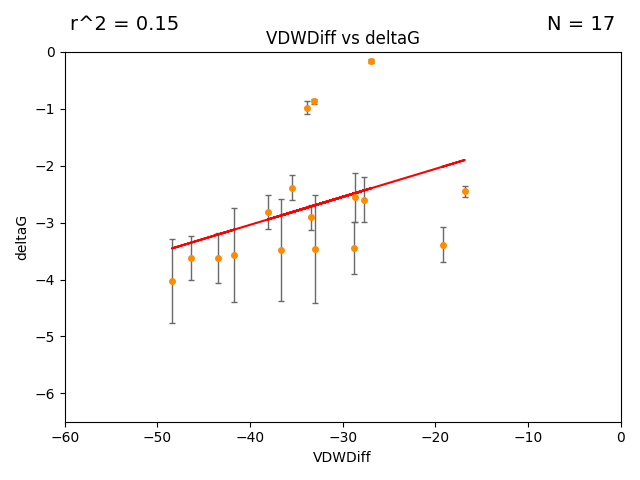 r^2 = 0.15
N = 17
VDWDiff vs deltaG
0
−1
−2
−3
−4
−5
−6
deltaG
−60 −50 −40 −30 −20 −10 0
VDWDiff